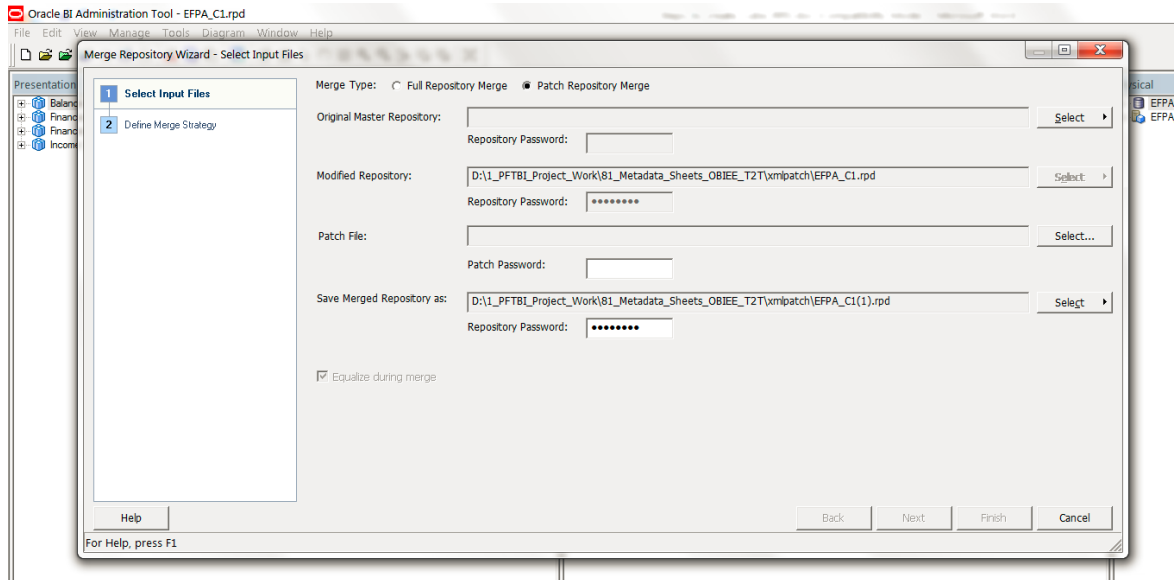 Oracle BI Administration Tool - EFPA_C1.rpd
File Edit View Manage Tools Diagram Window Help
Merge Repository Wizard - Select Input Files
Presentation
Balanc
Financ
Financ
Incom
1 Select Input Files
2 Define Merge Strategy
Merge Type: Full Repository Merge Patch Repository Merge
Original Master Repository: Select
Repository Password:
Modified Repository: D:\1_PFTBI_Project_Work\81_Metadata_Sheets_OBIEE_T2T\xmlpatch\EFPA_C1.rpd Select
Repository Password: ••••••••
Patch File: Select...
Patch Password:
Save Merged Repository as: D:\1_PFTBI_Project_Work\81_Metadata_Sheets_OBIEE_T2T\xmlpatch\EFPA_C1(1).rpd Select
Repository Password: ••••••••
Equalize during merge
ysical
EFPA
EFPA
Help Back Next Finish Cancel
For Help, press F1